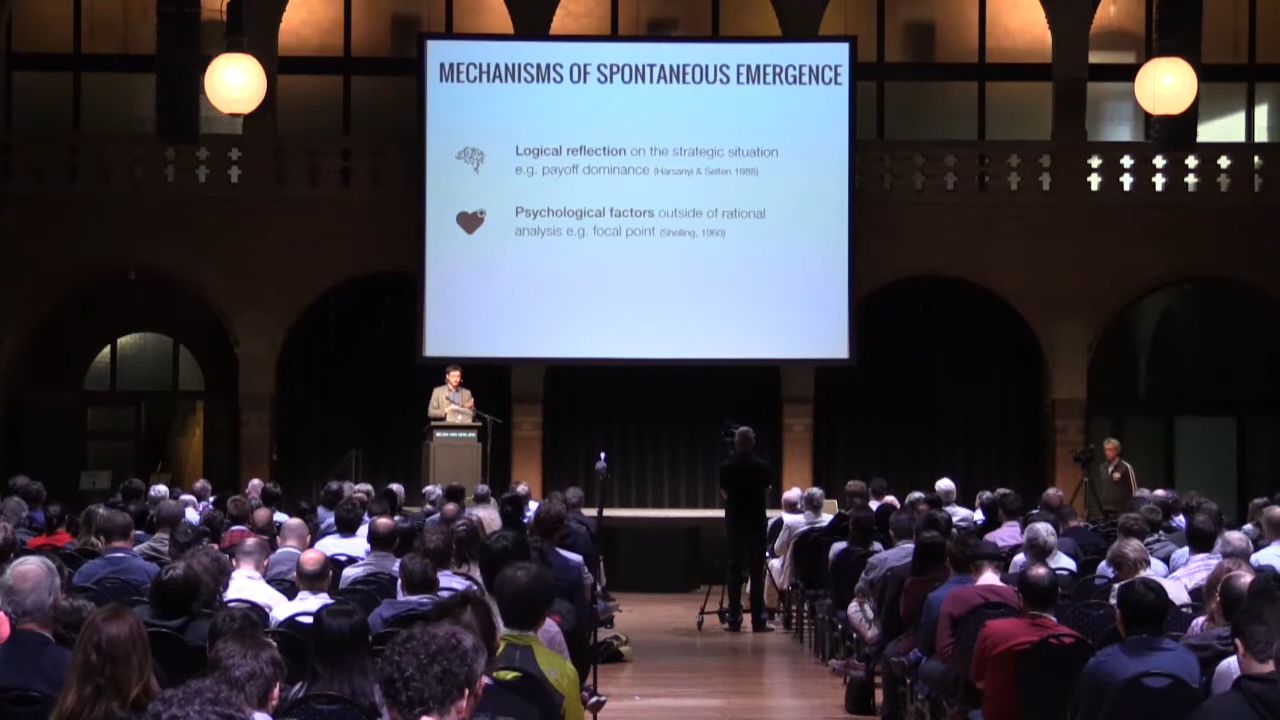 MECHANISMS OF SPONTANEOUS EMERGENCE
Logical reflection on the strategic situation
e.g. payoff dominance (Harsanyi & Selten 1988)
Psychological factors outside of rational
analysis e.g. focal point (Shelling, 1960)